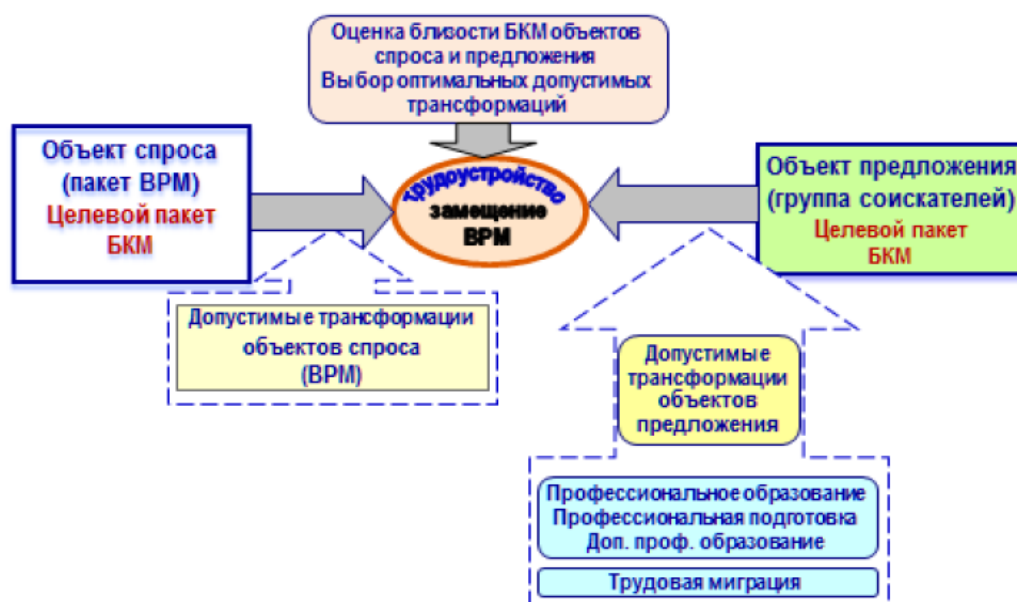 Оценка близости БКМ объектов
спроса и предложения
Выбор оптимальных допустимых
трансформаций
Объект спроса
(пакет ВРМ)
Целевой пакет
БКМ
трудоустройство
замещение
ВРМ
Объект предложения
(группа соискателей)
Целевой пакет
БКМ
Допустимые трансформации
объектов спроса
(ВРМ)
Допустимые
трансформации
объектов
предложения
Профессиональное образование
Профессиональная подготовка
Доп. проф. образование
Трудовая миграция